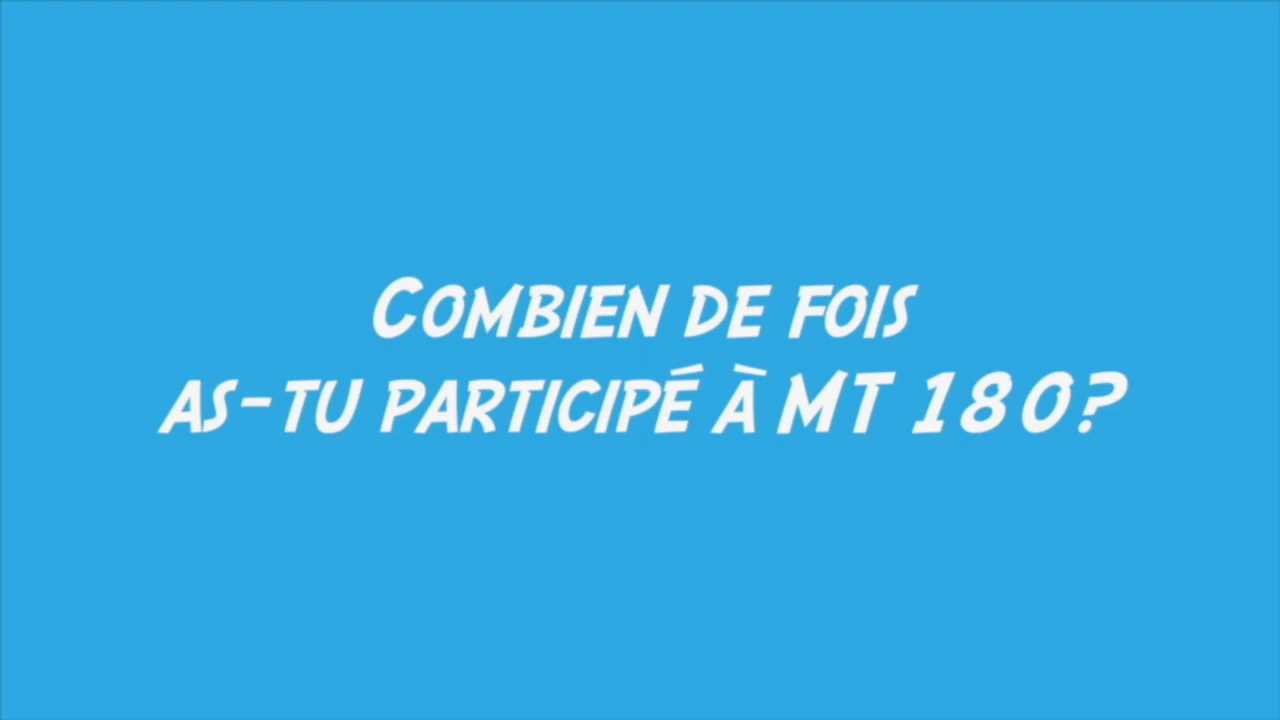 COMBIEN DE FOIS
AS-TU PARTICIPÉ À MT 180?